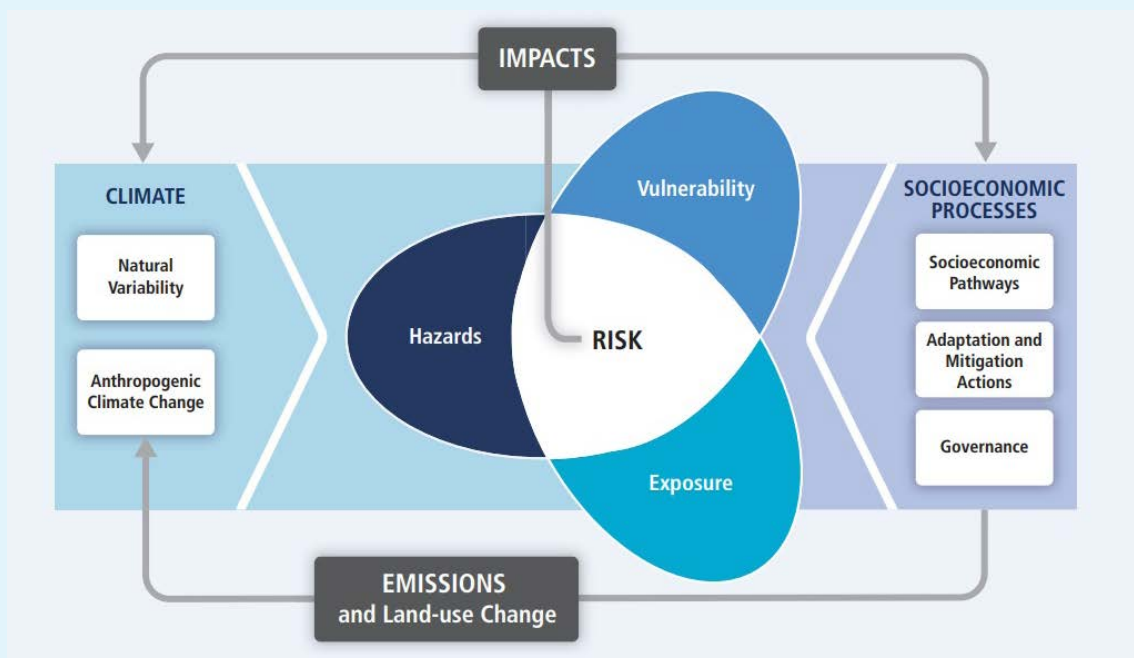 IMPACTS
CLIMATE
Natural
Variability
Anthropogenic
Climate Change
Vulnerability
Hazards
RISK
Exposure
SOCIOECONOMIC
PROCESSES
Socioeconomic
Pathways
Adaptation and
Mitigation
Actions
Governance
EMISSIONS
and Land-use Change